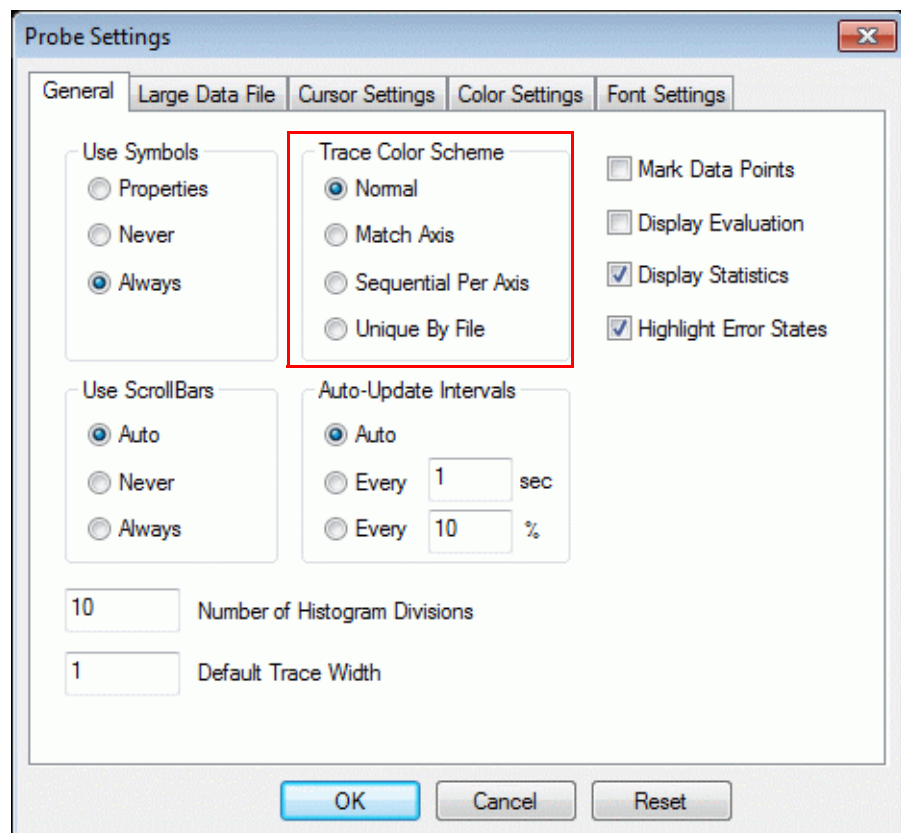 Probe Settings
General Large Data File Cursor Settings Color Settings Font Settings
Use Symbols
Properties
Never
Always
Trace Color Scheme
Normal
Match Axis
Sequential Per Axis
Unique By File
Mark Data Points
Display Evaluation
Display Statistics
Highlight Error States
Use ScrollBars
Auto
Never
Always
Auto-Update Intervals
Auto
Every 1 sec
Every 10 %
10 Number of Histogram Divisions
1 Default Trace Width
OK Cancel Reset